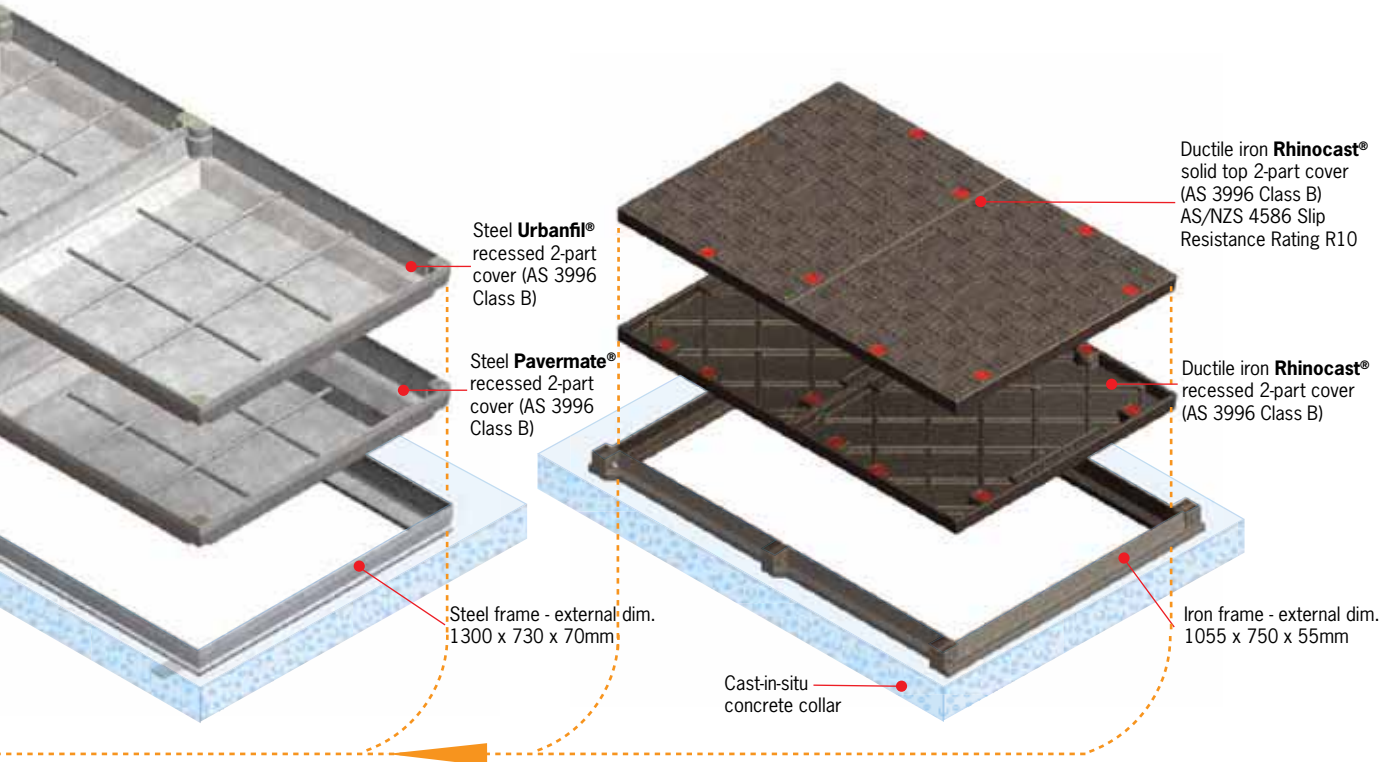 Steel Urbanfil®
recessed 2-part
cover (AS 3996
Class B)
Steel Pavermate®
recessed 2-part
cover (AS 3996
Class B)
Steel frame - external dim.
1300 x 730 x 70mm
Ductile iron Rhinocast®
solid top 2-part cover
(AS 3996 Class B)
AS/NZS 4586 Slip
Resistance Rating R10
Ductile iron Rhinocast®
recessed 2-part cover
(AS 3996 Class B)
Iron frame - external dim.
1055 x 750 x 55mm
Cast-in-situ
concrete collar